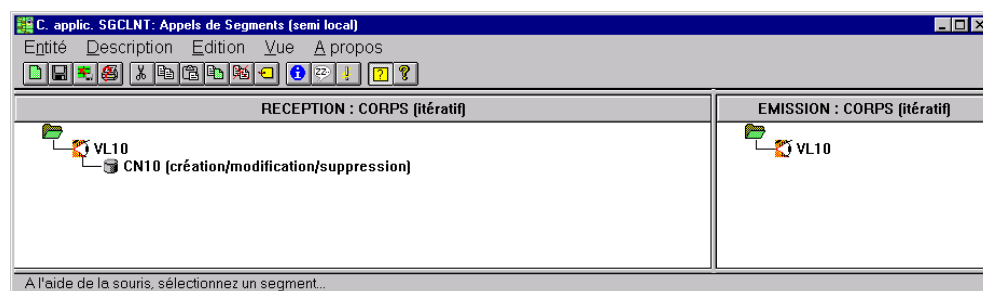 C. applic. SGCLNT: Appels de Segments (semi local)
Entité Description Edition Vue A propos
RECEPTION : CORPS (itératif)
EMISSION : CORPS (itératif)
VL10
CN10 (création/modification/suppression)
VL10
A l'aide de la souris, sélectionnez un segment...